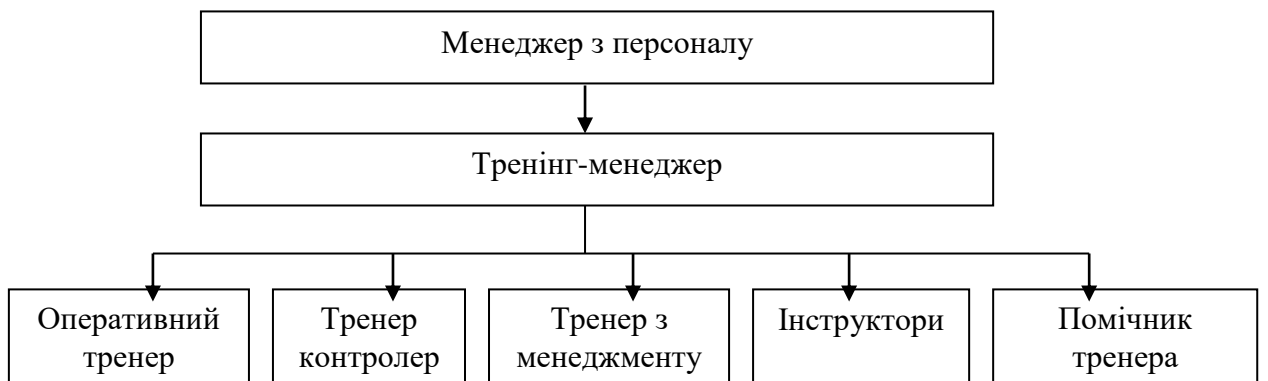 Менеджер з персоналу
Тренінг-менеджер
Оперативний
тренер
Тренер
контролер
Тренер з
менеджменту
Інструктори
Помічник
тренера